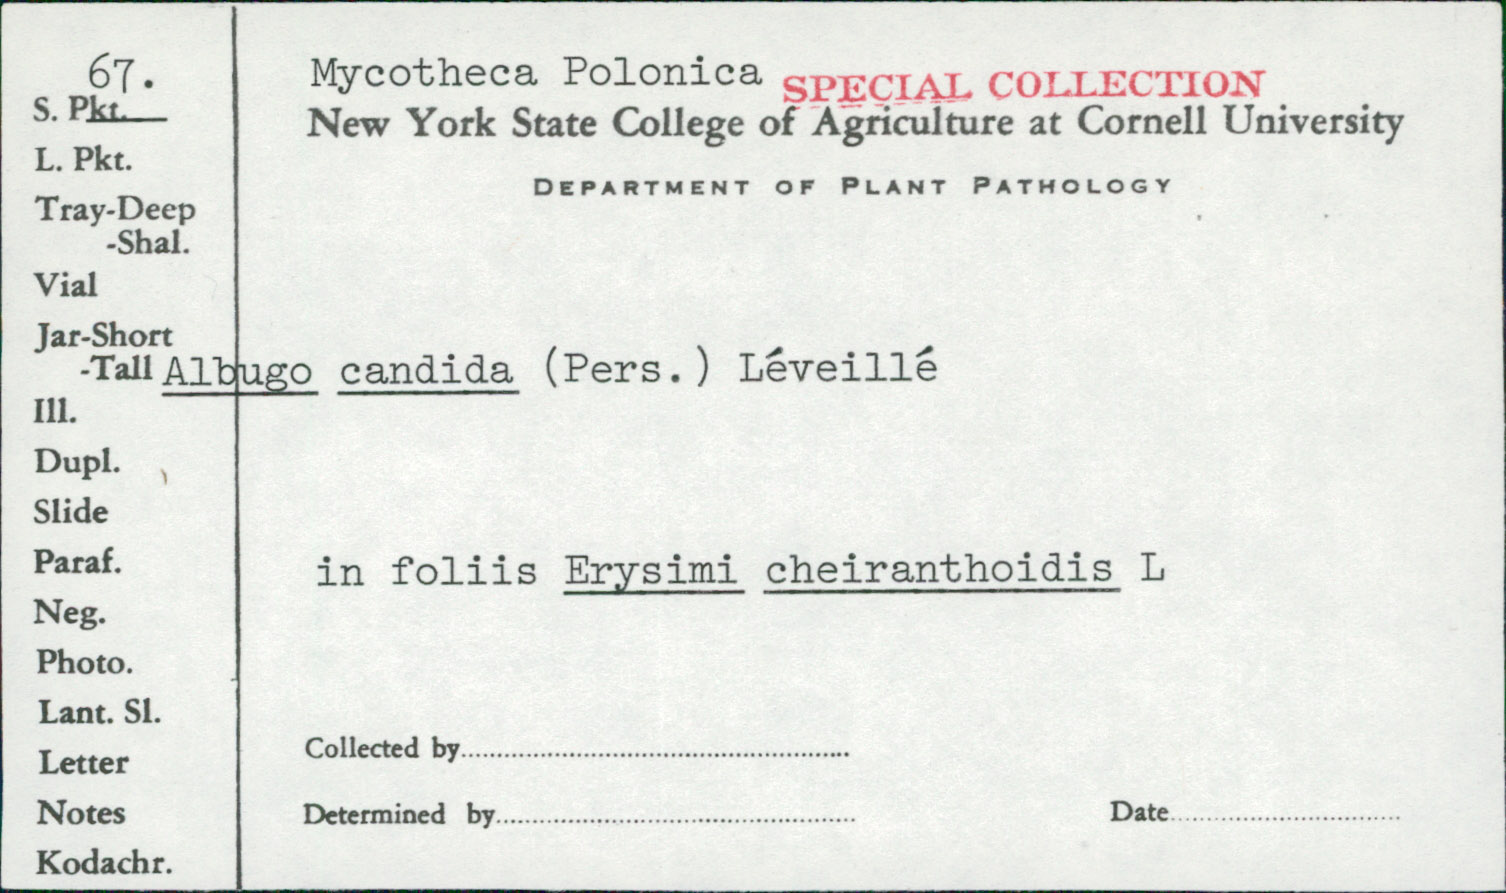 67.
S. Pkt.
L. Pkt.
Tray-Deep
-Shal.
Vial
Jar-Short
-Tall
Ill.
Dupl.
Slide
Paraf.
Neg.
Photo.
Lant. Sl.
Letter
Notes
Kodachr.
Mycotheca Polonica SPECIAL COLLECTION
New York State College of Agriculture at Cornell University
DEPARTMENT OF PLANT PATHOLOGY
Albugo candida (Pers.) Léveillé
in foliis Erysimi cheiranthoidis L
Collected by
Determined by Date